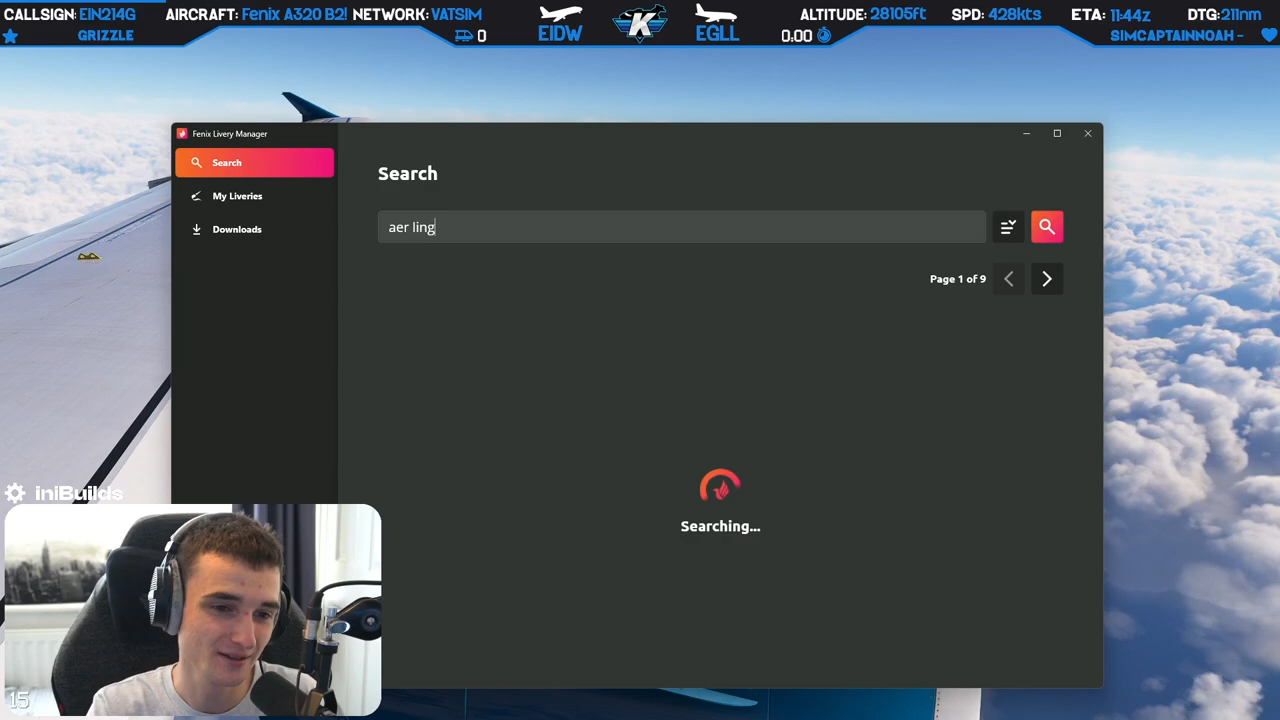 CALLSIGN: EIN214G AIRCRAFT: Fenix A320 B2! NETWORK: VATSIM
ALTITUDE: 28105ft SPD: 428kts ETA: 11:44z DTG: 211nm
GRIZZLE 0 EIDW K EGLL 0:00 SIMCAPTAINNOAH -
Fenix Livery Manager
Search
My Liveries
Downloads
Search
aer ling
Page 1 of 9
Searching...
iniBuilds
15